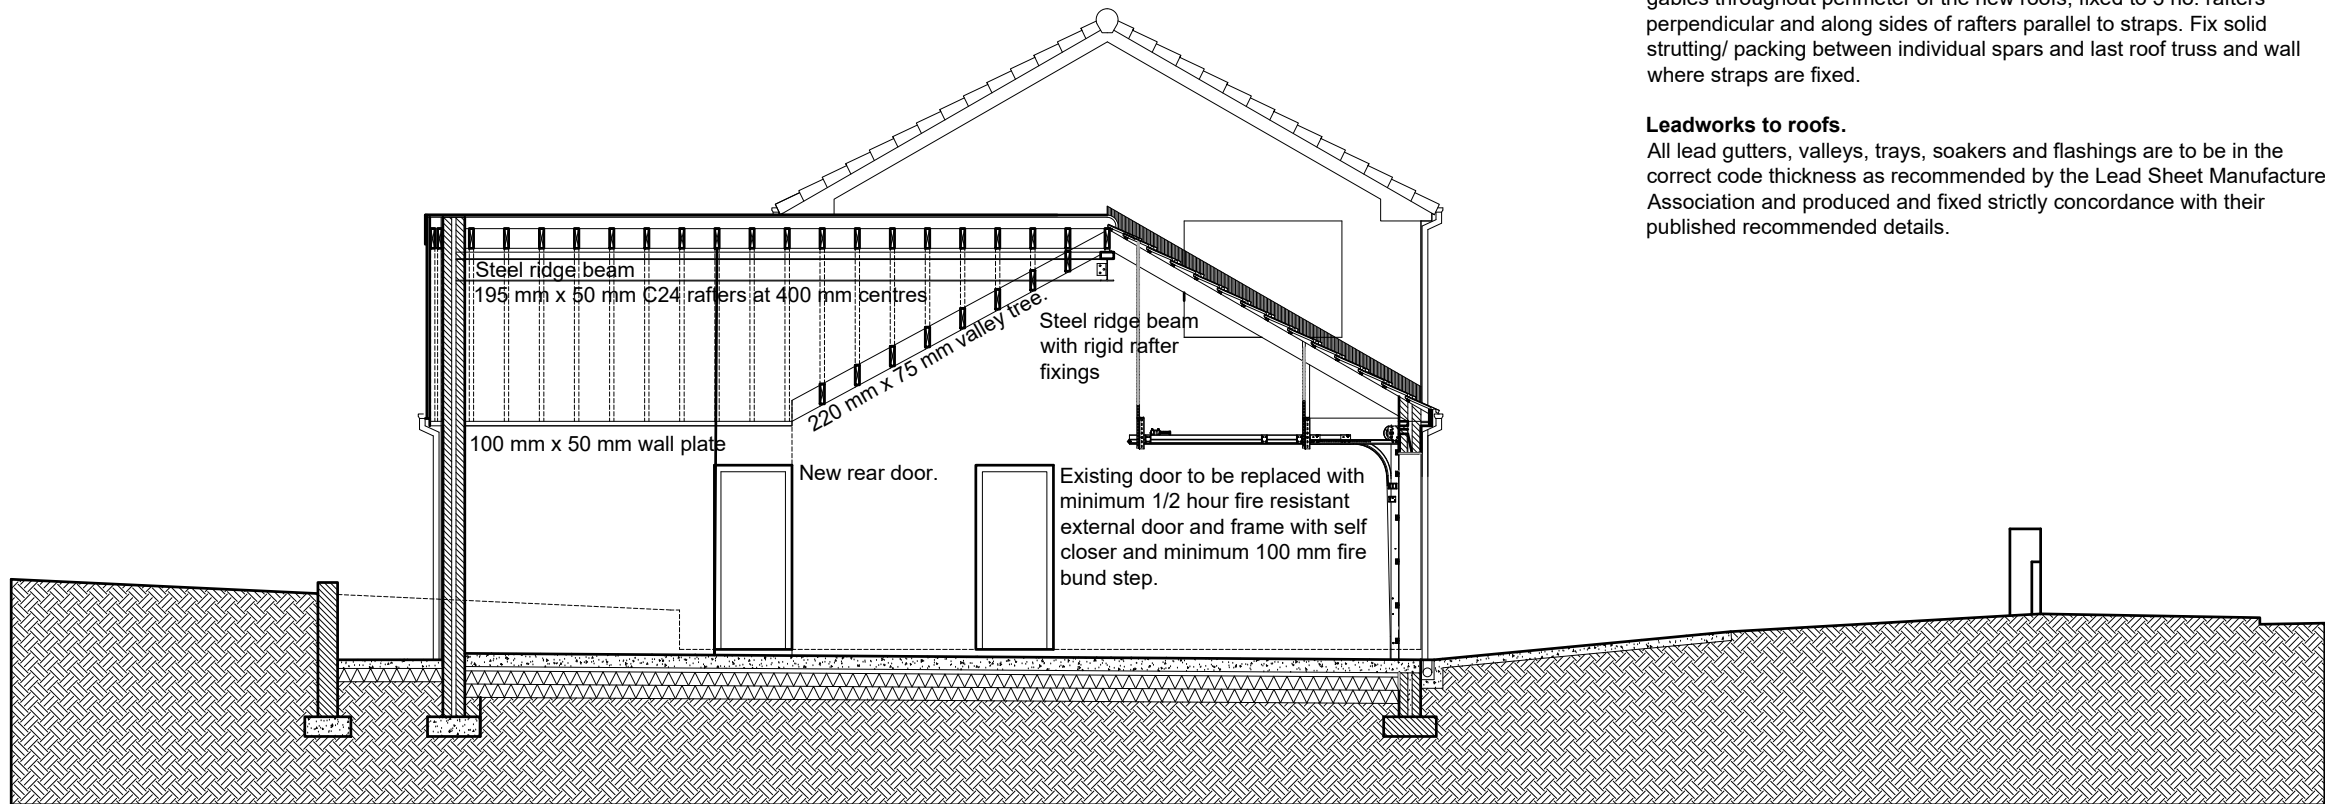 gables throughout perimeter of the new roofs, fixed to 3 no. rafters
perpendicular and along sides of rafters parallel to straps. Fix solid
strutting/ packing between individual spars and last roof truss and wall
where straps are fixed.
Leadworks to roofs.
All lead gutters, valleys, trays, soakers and flashings are to be in the
correct code thickness as recommended by the Lead Sheet Manufacture
Association and produced and fixed strictly concordance with their
published recommended details.
Steel ridge beam
195 mm x 50 mm C24 rafters at 400 mm centres
220 mm x 75 mm valley tree.
Steel ridge beam
with rigid rafter
fixings
100 mm x 50 mm wall plate
New rear door.
Existing door to be replaced with
minimum 1/2 hour fire resistant
external door and frame with self
closer and minimum 100 mm fire
bund step.